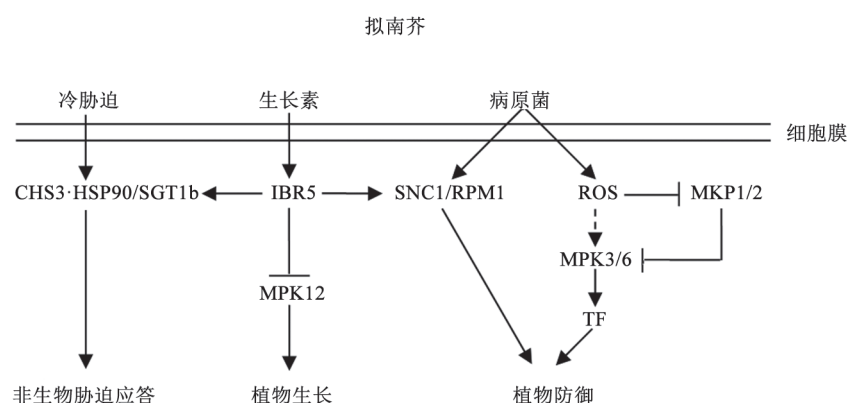 拟南芥
冷胁迫 生长素 病原菌
细胞膜
CHS3·HSP90/SGT1b IBR5 SNC1/RPM1 ROS MKP1/2
MPK3/6
MPK12
TF
非生物胁迫应答 植物生长 植物防御